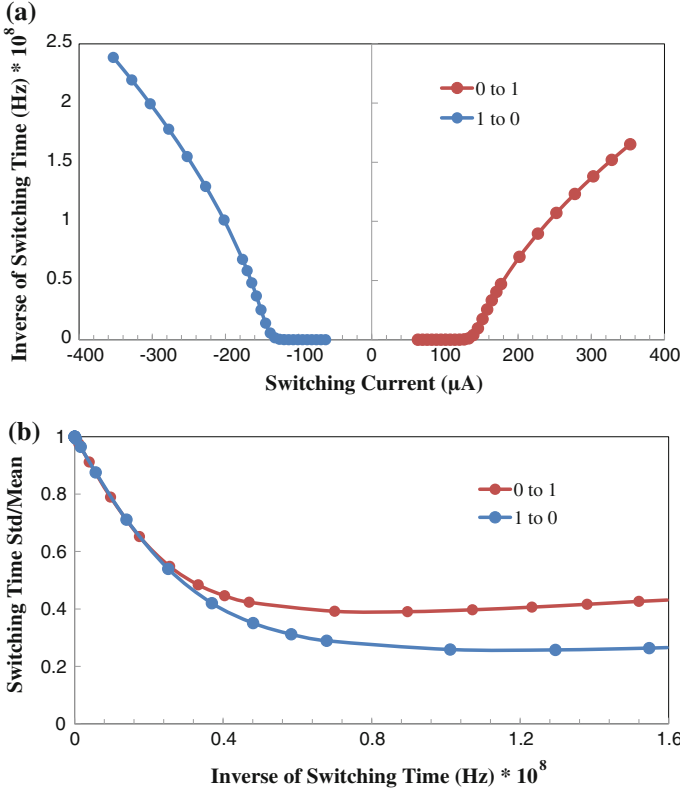 (a)
Inverse of Switching Time (Hz) * 10^8
2.5
2
1.5
1
0.5
0
-400
-300
-200
-100
0
100
200
300
400
Switching Current (µA)
0 to 1
1 to 0
(b)
Switching Time Std/Mean
1
0.8
0.6
0.4
0.2
0
0
0.4
0.8
1.2
1.6
Inverse of Switching Time (Hz) * 10^8
0 to 1
1 to 0